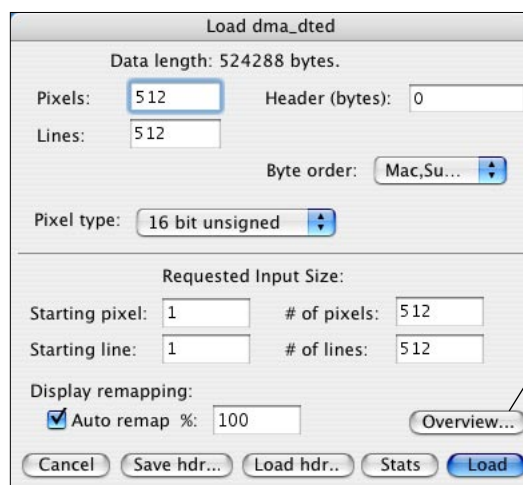 Load dma_dted
Data length: 524288 bytes.
Pixels: 512 Header (bytes): 0
Lines: 512
Byte order: Mac,Su...
Pixel type: 16 bit unsigned
Requested Input Size:
Starting pixel: 1 # of pixels: 512
Starting line: 1 # of lines: 512
Display remapping:
Auto remap %: 100 Overview...
Cancel Save hdr... Load hdr.. Stats Load